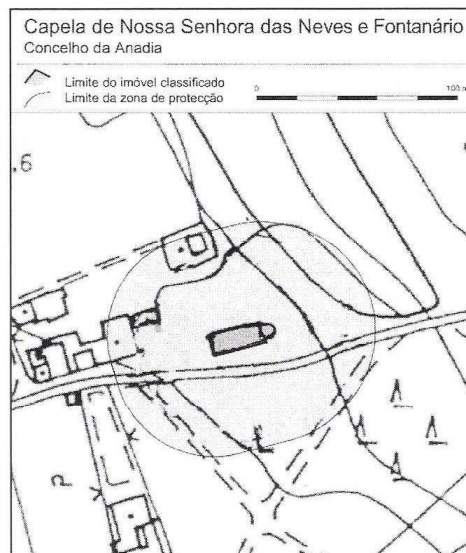 Capela de Nossa Senhora das Neves e Fontanário
Concelho da Anadia
Limite do imóvel classificado
Limite da zona de protecção
0
100
.6
P